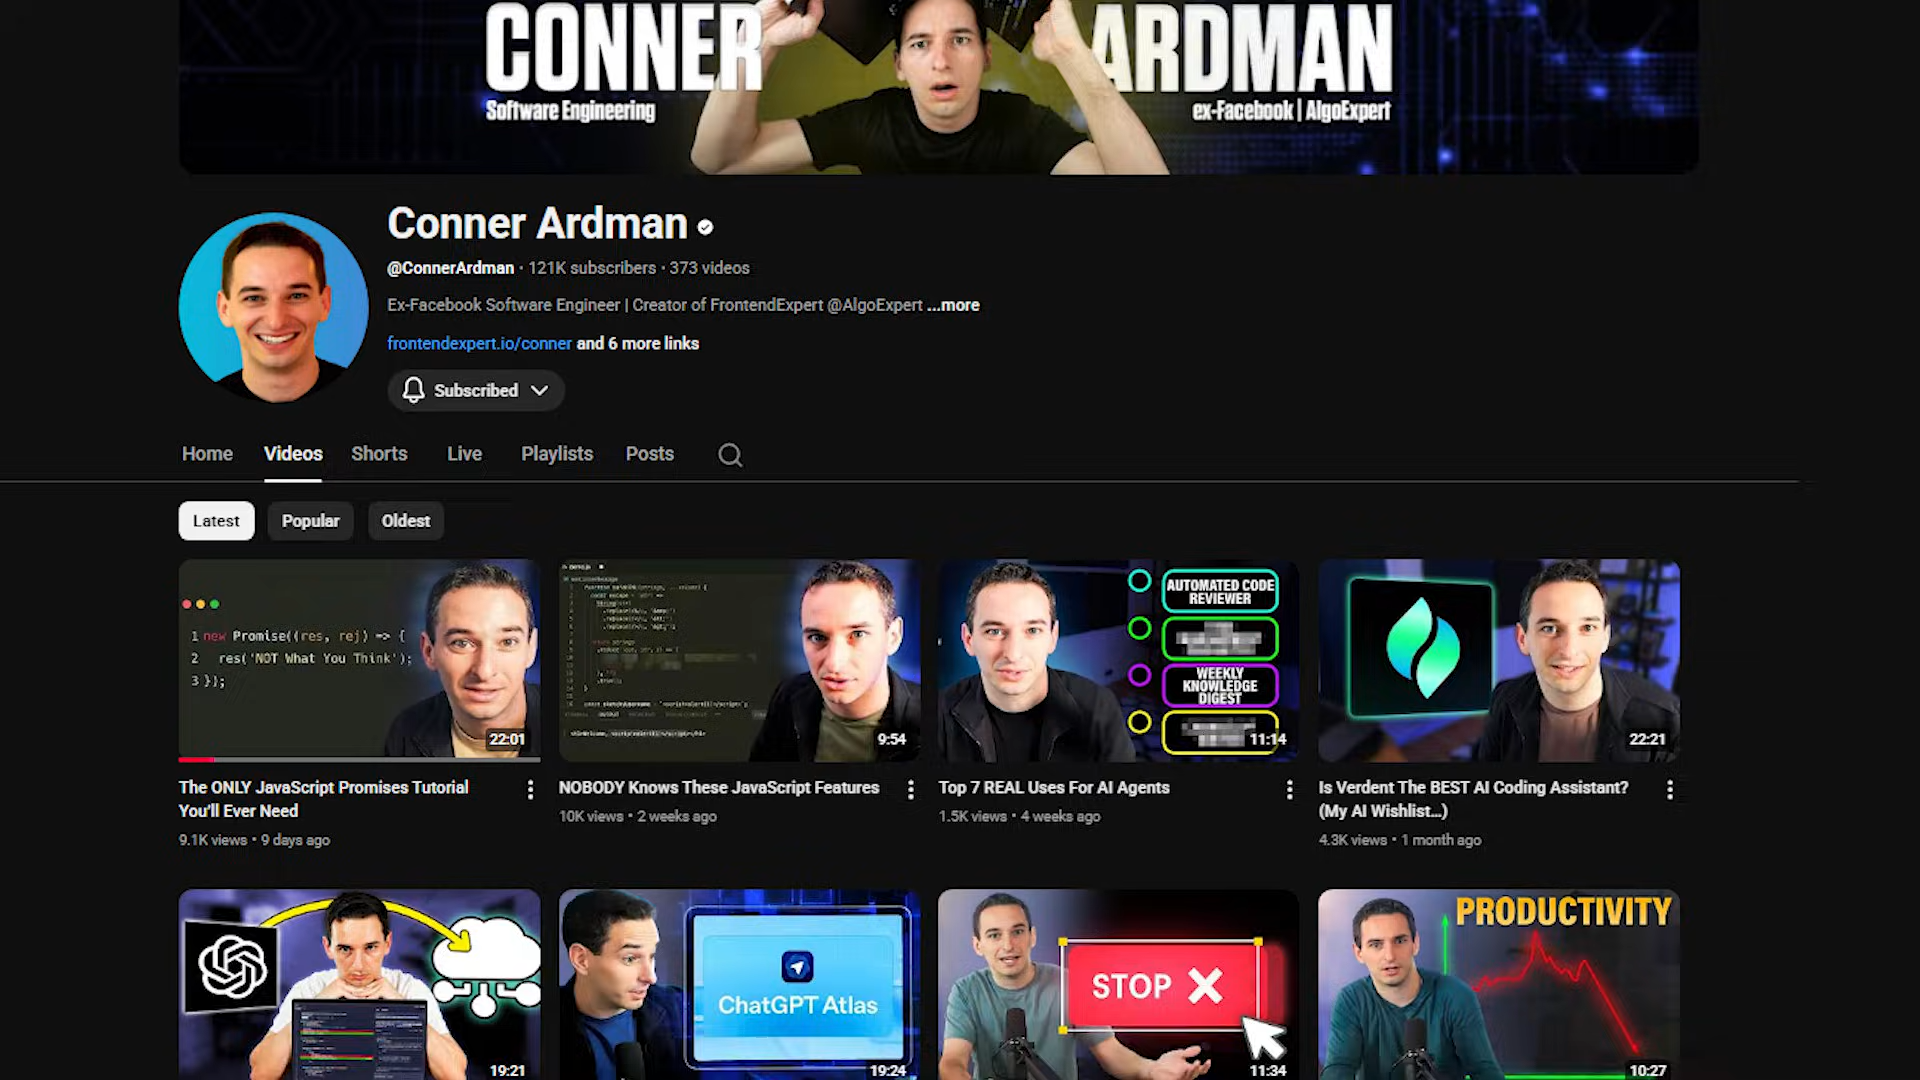 CONNER ARDMAN
Software Engineering ex-Facebook | AlgoExpert
Conner Ardman
@ConnerArdman · 121K subscribers · 373 videos
Ex-Facebook Software Engineer | Creator of FrontendExpert @AlgoExpert ...more
frontendexpert.io/conner and 6 more links
Subscribed
Home Videos Shorts Live Playlists Posts
Latest Popular Oldest
1 new Promise((res, rej) => {
2 res('NOT What You Think');
3 });
22:01
The ONLY JavaScript Promises Tutorial
You'll Ever Need
9.1K views · 9 days ago
9:54
NOBODY Knows These JavaScript Features
10K views · 2 weeks ago
AUTOMATED CODE
REVIEWER
WEEKLY
KNOWLEDGE
DIGEST
11:14
Top 7 REAL Uses For AI Agents
1.5K views · 4 weeks ago
22:21
Is Verdent The BEST AI Coding Assistant?
(My AI Wishlist...)
4.3K views · 1 month ago
19:21
ChatGPT Atlas
19:24
STOP
11:34
PRODUCTIVITY
10:27